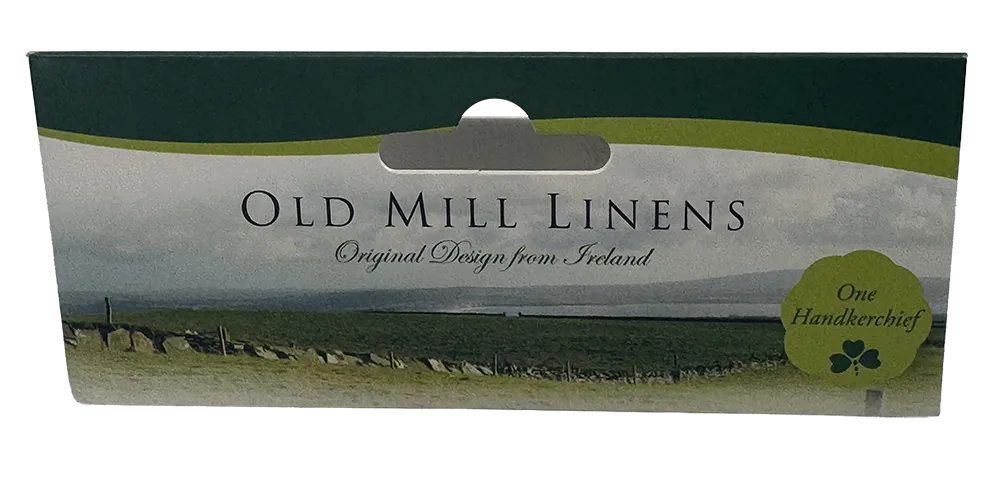 OLD MILL LINENS
Original Design from Ireland
One
Handkerchief